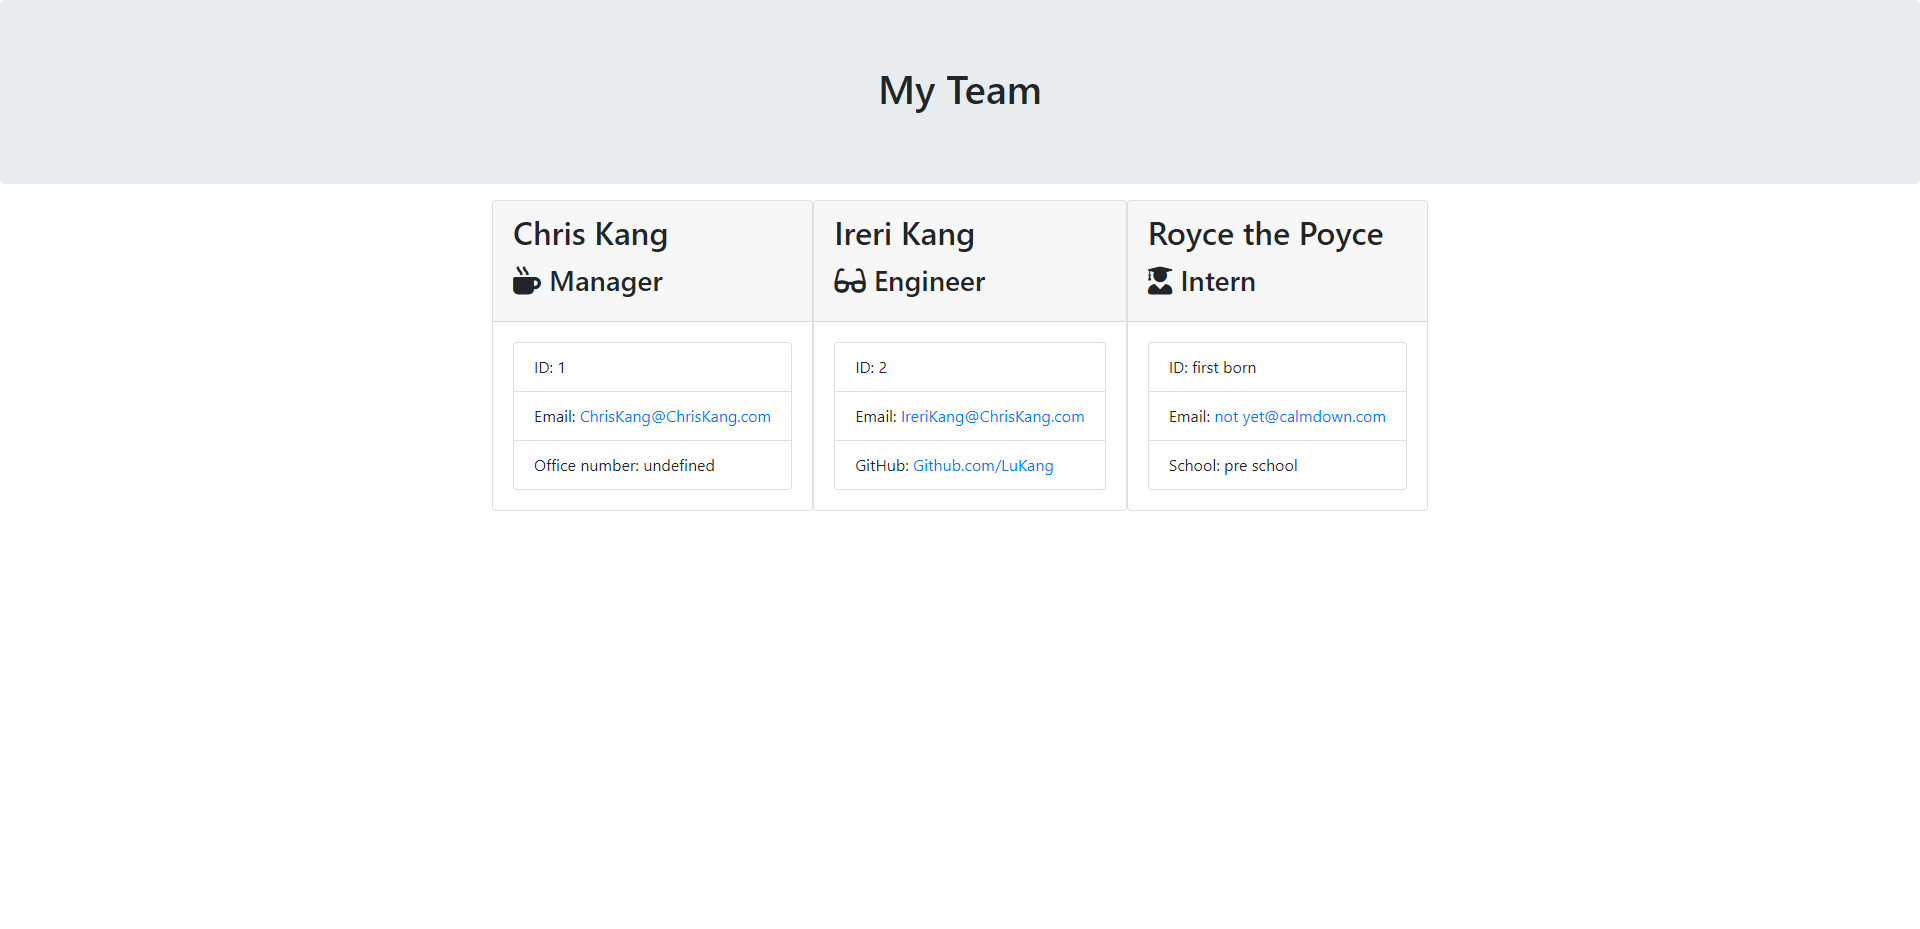 My Team
Chris Kang
Manager
ID: 1
Email: ChrisKang@ChrisKang.com
Office number: undefined
Ireri Kang
Engineer
ID: 2
Email: IreriKang@ChrisKang.com
GitHub: Github.com/LuKang
Royce the Poyce
Intern
ID: first born
Email: not yet@calmdown.com
School: pre school